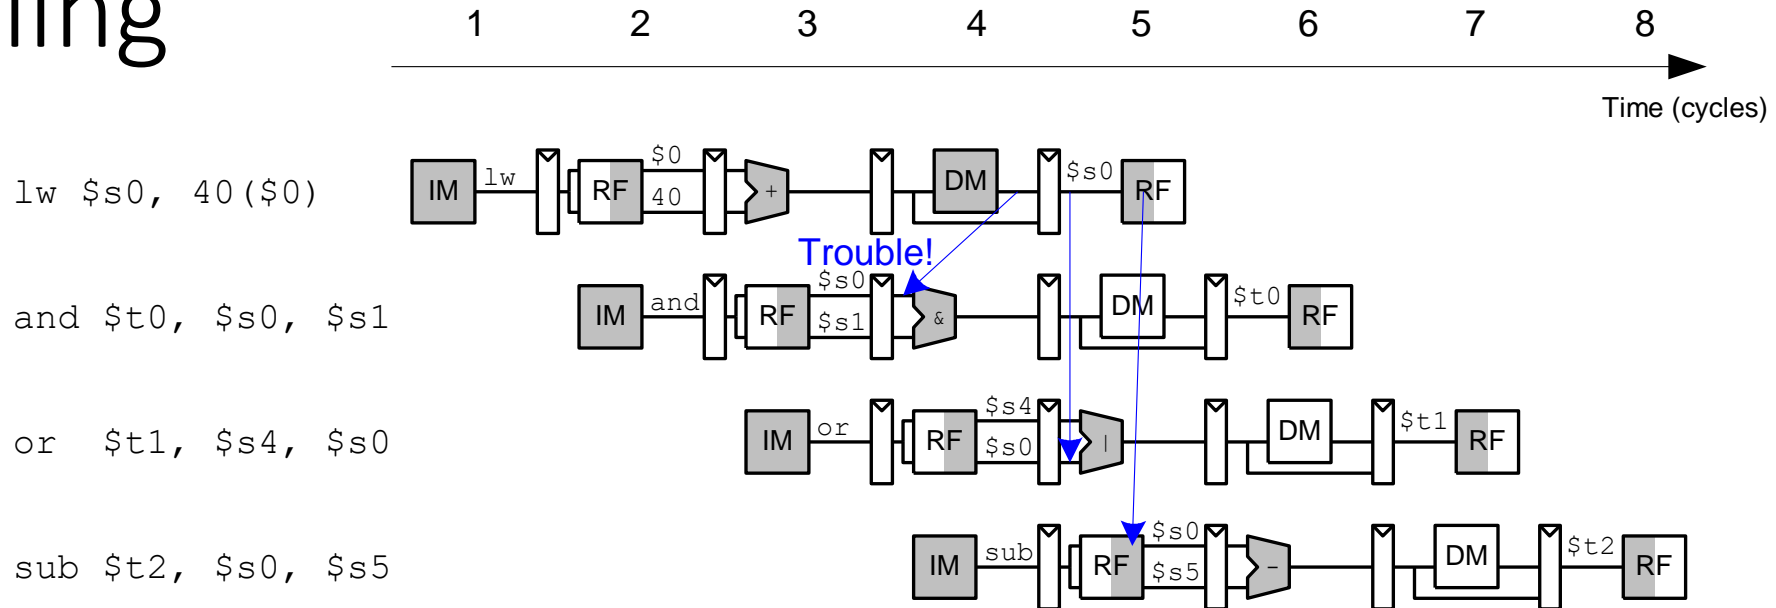 ling
1 2 3 4 5 6 7 8
Time (cycles)
lw $s0, 40($0) IM lw RF $0 40 + DM $s0 RF
Trouble!
and $t0, $s0, $s1 IM and RF $s0 $s1 & DM $t0 RF
or $t1, $s4, $s0 IM or RF $s4 $s0 | DM $t1 RF
sub $t2, $s0, $s5 IM sub RF $s0 $s5 - DM $t2 RF